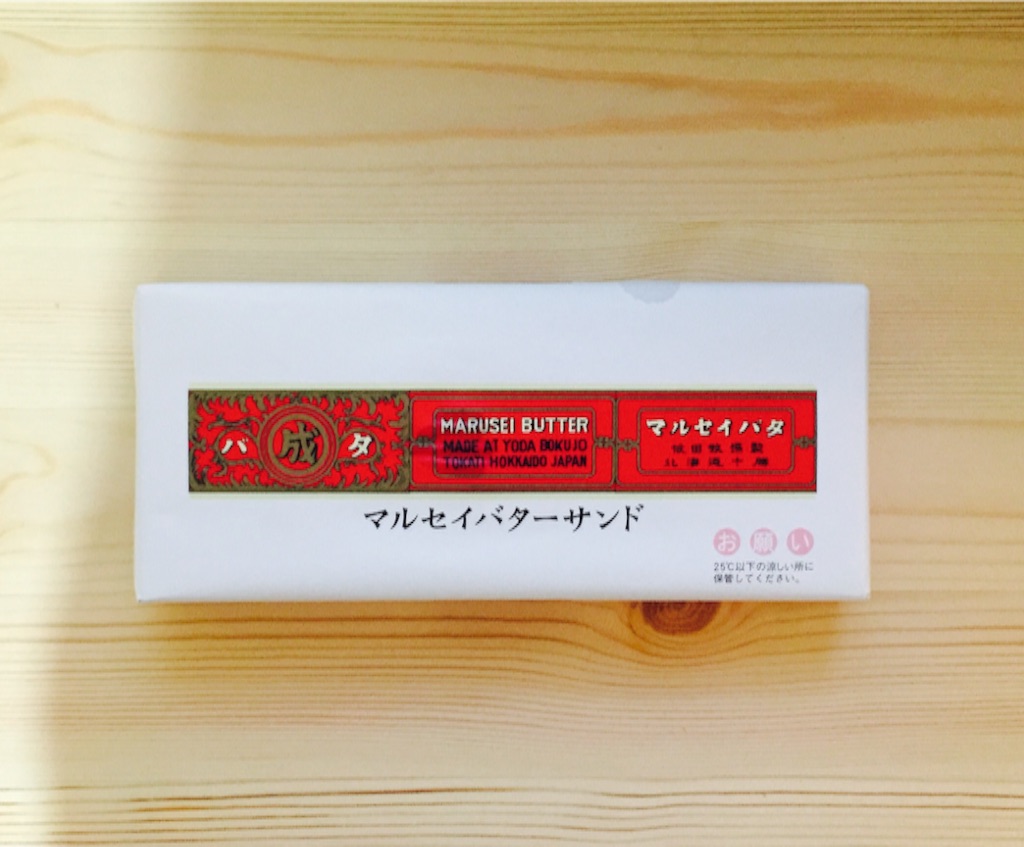 バ 成 タ
MARUSEI BUTTER
MADE AT YODA BOKUJO
TOKATI HOKKAIDO JAPAN
マルセイバタ
依田牧場製
北海道十勝
マルセイバターサンド
お願い
25℃以下の涼しい所に
保管してください。